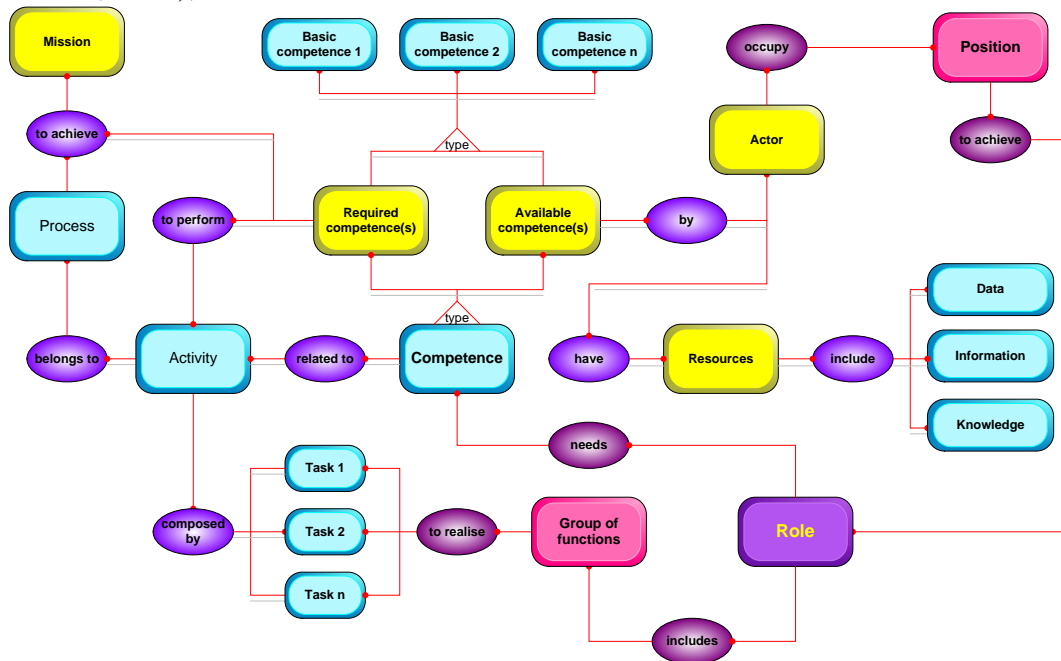 Mission
Basic
competence 1
Basic
competence 2
Basic
competence n
occupy
Position
to achieve
type
Actor
to achieve
Process
to perform
Required
competence(s)
Available
competence(s)
by
Data
type
belongs to
Activity
related to
Competence
have
Resources
include
Information
Knowledge
needs
Task 1
composed
by
Task 2
to realise
Group of
functions
Role
Task n
includes